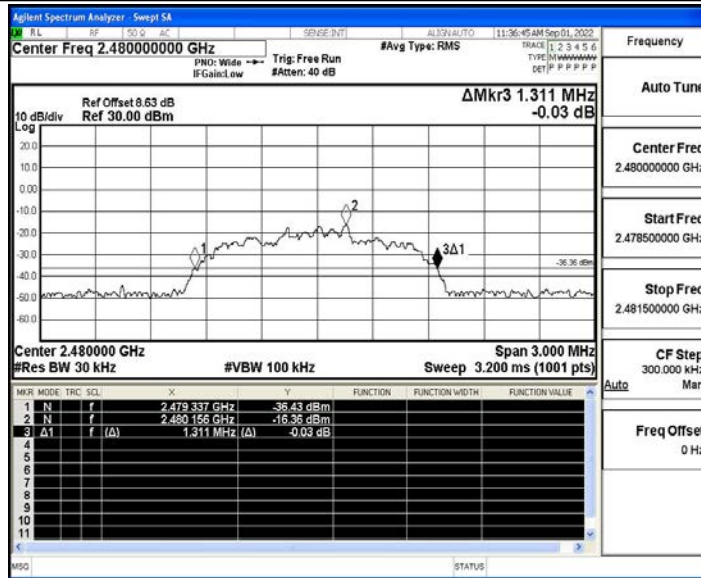 Agilent Spectrum Analyzer - Swept SA
RL RF 50 Ω AC SENSE:INT ALIGNAUTO 11:36:45 AM Sep 01, 2022
Center Freq 2.480000000 GHz
#Avg Type: RMS
TRACE 1 2 3 4 5 6
PNO: Wide
Trig: Free Run
TYPE M
IFGain:Low
#Atten: 40 dB
DET P P P P P P
ΔMkr3 1.311 MHz
-0.03 dB
Ref Offset 8.63 dB
10 dB/div Ref 30.00 dBm
Log
20.0
10.0
0.00
-10.0
-20.0
-30.0
-40.0
-50.0
-60.0
1
2
3Δ1
-36.36 dBm
Center 2.480000 GHz Span 3.000 MHz
#Res BW 30 kHz #VBW 100 kHz Sweep 3.200 ms (1001 pts)
MKR MODE TRC SCL X Y FUNCTION FUNCTION WIDTH FUNCTION VALUE
1 N f 2.479 337 GHz -36.43 dBm
2 N f 2.480 156 GHz -16.36 dBm
3 Δ1 f (Δ) 1.311 MHz (Δ) -0.03 dB
4
5
6
7
8
9
10
11
MSG STATUS
Frequency
Auto Tune
Center Freq
2.480000000 GHz
Start Freq
2.478500000 GHz
Stop Freq
2.481500000 GHz
CF Step
300.000 kHz
Auto Man
Freq Offset
0 Hz